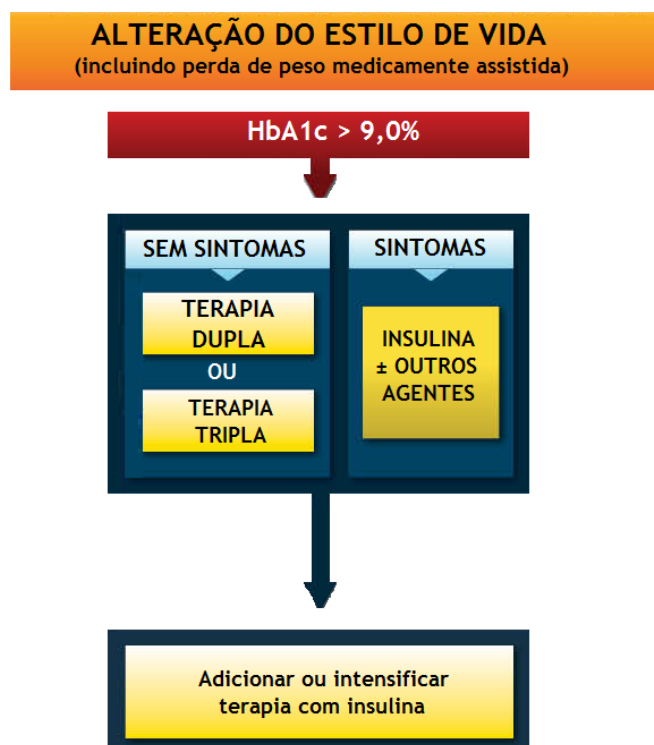 ALTERAÇÃO DO ESTILO DE VIDA
(incluindo perda de peso medicamente assistida)
HbA1c > 9,0%
SEM SINTOMAS
TERAPIA
DUPLA
OU
TERAPIA
TRIPLA
SINTOMAS
INSULINA
± OUTROS
AGENTES
Adicionar ou intensificar
terapia com insulina